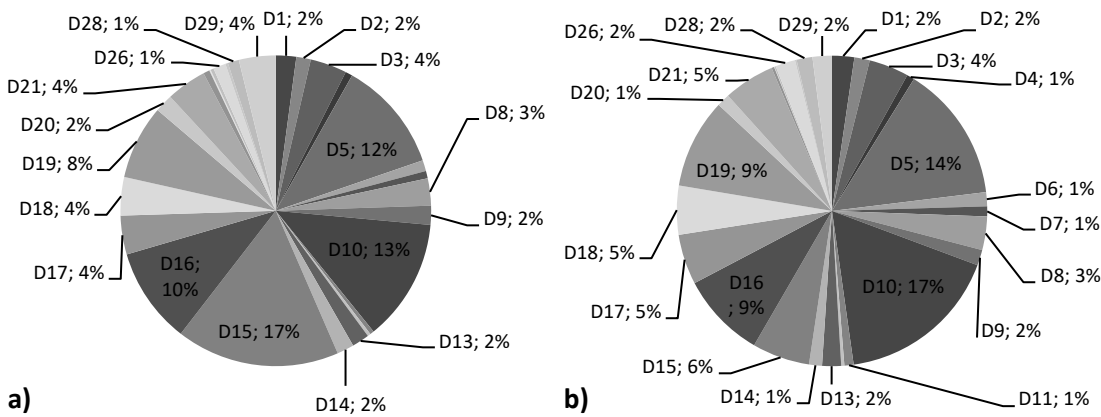 D28; 1%
D29; 4%
D1; 2%
D2; 2%
D26; 1%
D3; 4%
D21; 4%
D8; 3%
D20; 2%
D5; 12%
D19; 8%
D18; 4%
D9; 2%
D17; 4%
D16;
10%
D10; 13%
D15; 17%
D13; 2%
D14; 2%
a)
D28; 2%
D29; 2%
D1; 2%
D2; 2%
D26; 2%
D3; 4%
D21; 5%
D4; 1%
D20; 1%
D5; 14%
D19; 9%
D6; 1%
D7; 1%
D18; 5%
D8; 3%
D17; 5%
D16
; 9%
D10; 17%
D9; 2%
D15; 6%
D14; 1%
D13; 2%
D11; 1%
b)